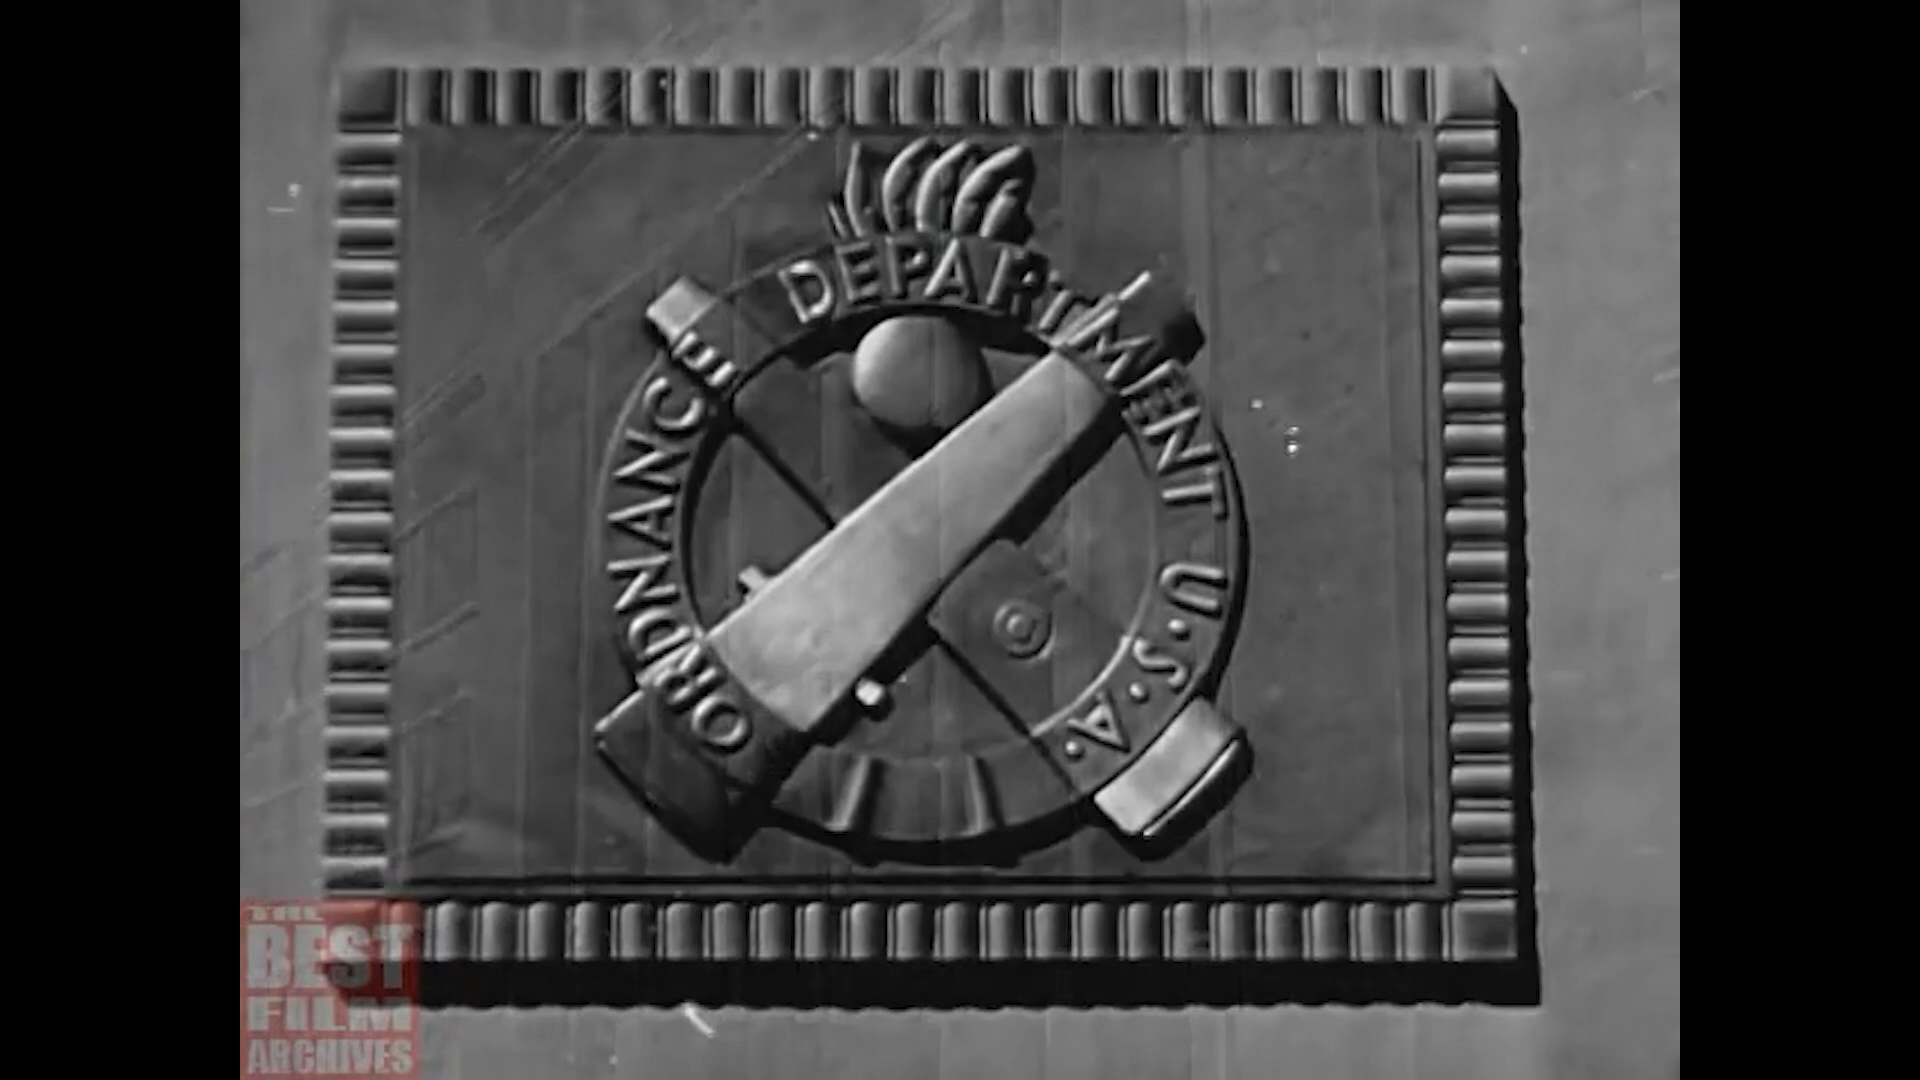 ORDNANCE DEPARTMENT U.S.A.
©
THE
BEST
FILM
ARCHIVES